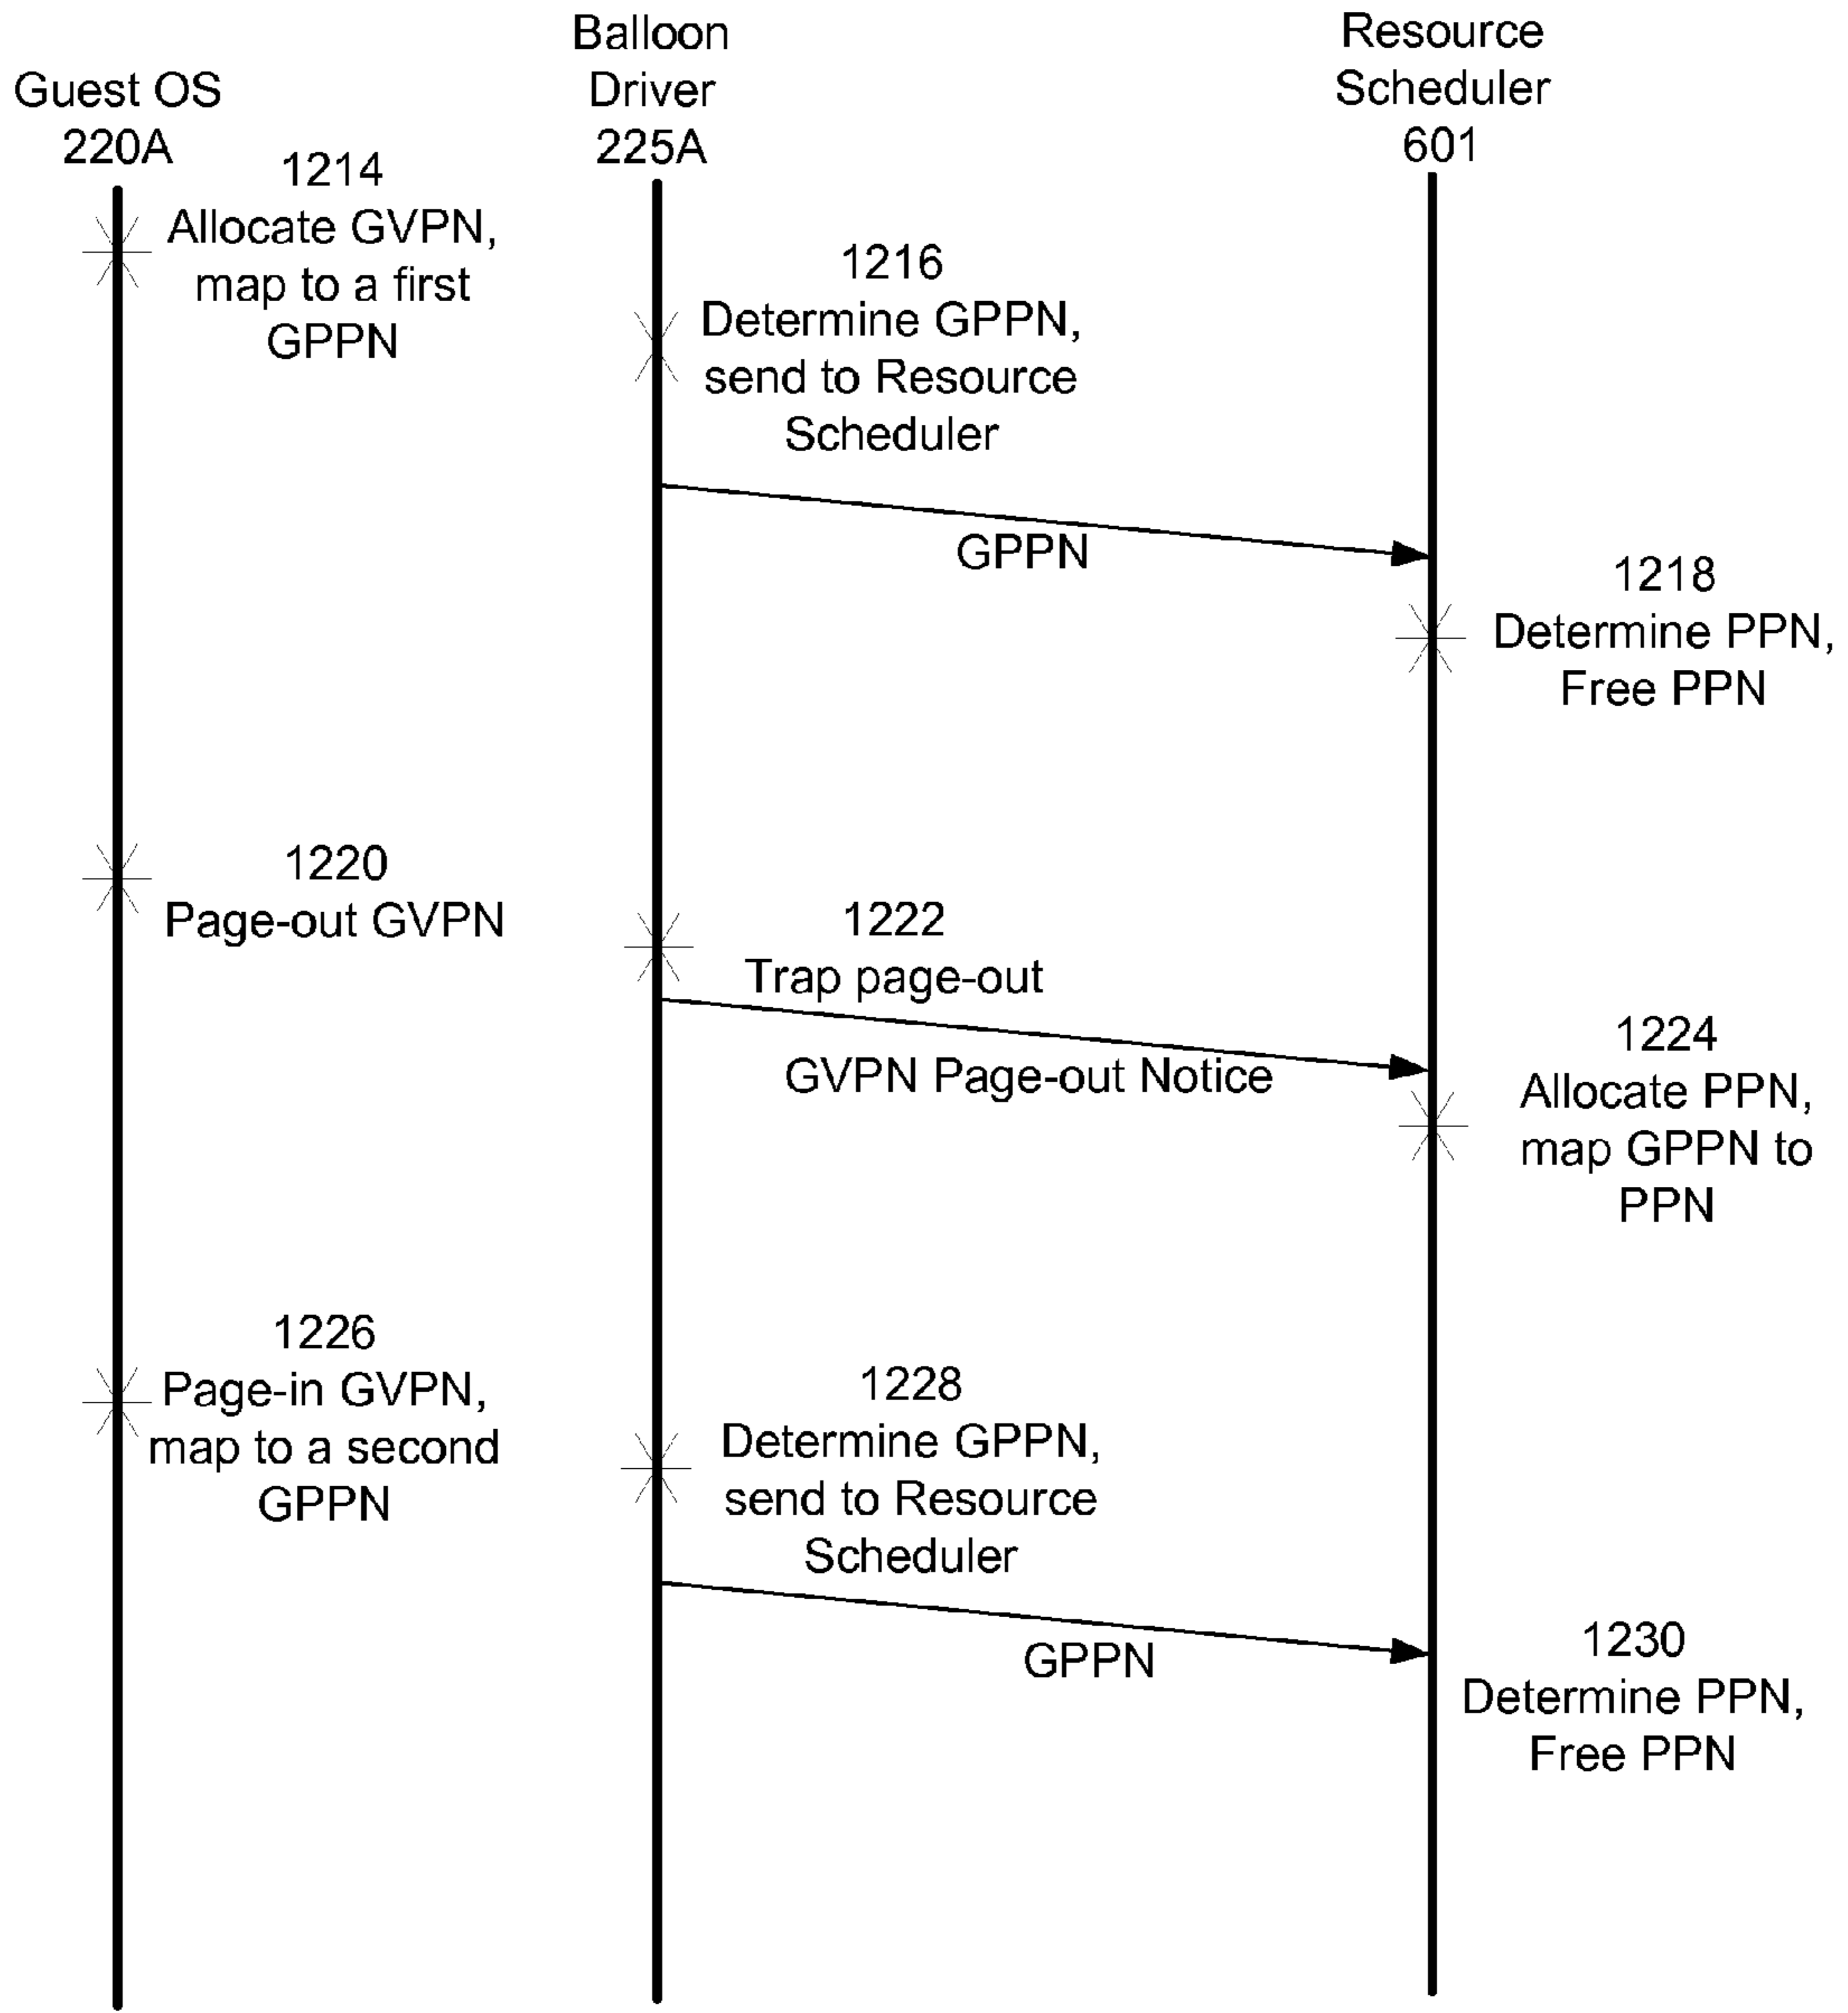 Guest OS
220A
Balloon
Driver
225A
Resource
Scheduler
601
1214
Allocate GVPN,
map to a first
GPPN
1216
Determine GPPN,
send to Resource
Scheduler
GPPN
1218
Determine PPN,
Free PPN
1220
Page-out GVPN
1222
Trap page-out
GVPN Page-out Notice
1224
Allocate PPN,
map GPPN to
PPN
1226
Page-in GVPN,
map to a second
GPPN
1228
Determine GPPN,
send to Resource
Scheduler
GPPN
1230
Determine PPN,
Free PPN